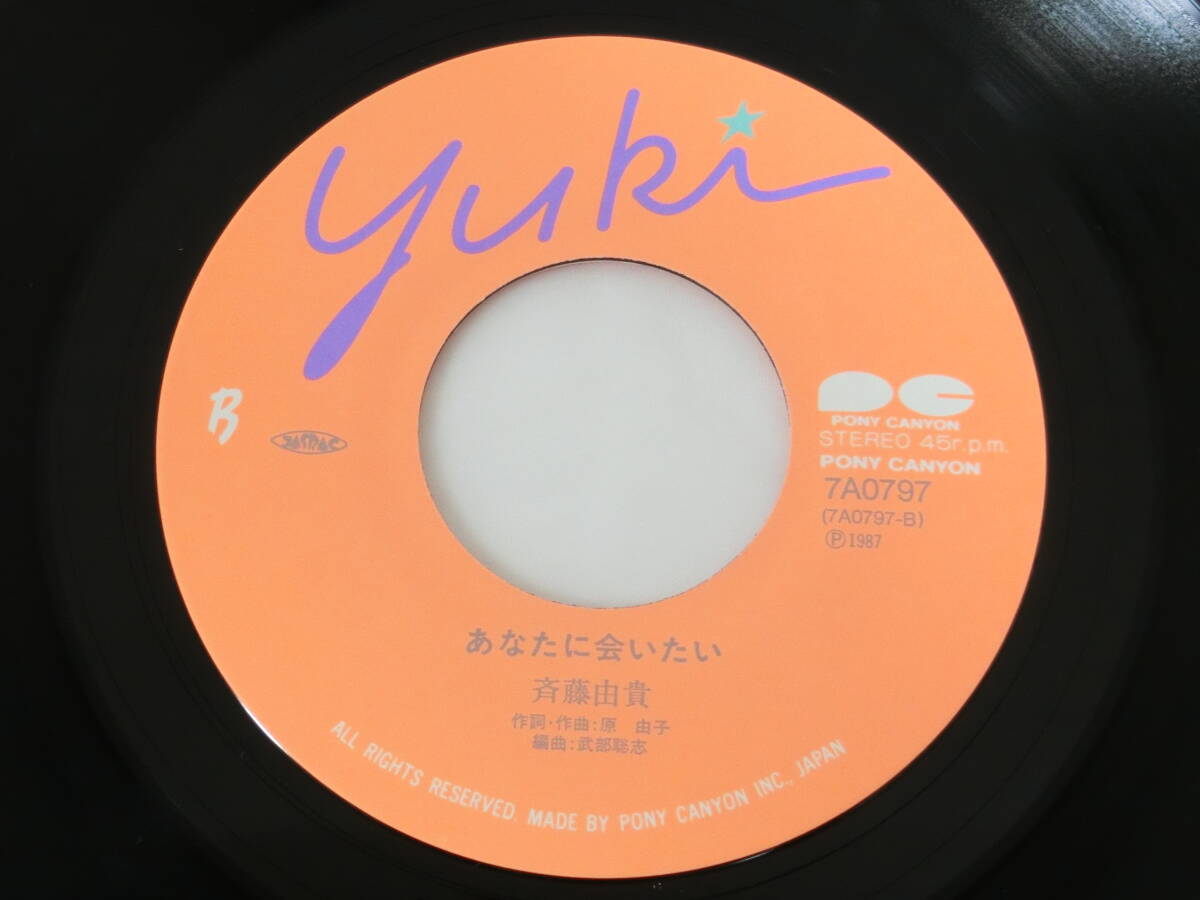 yuki
B
PONY CANYON
STEREO 45r.p.m.
PONY CANYON
7A0797
(7A0797-B)
Ⓟ1987
あなたに会いたい
斉藤由貴
作詞・作曲:原 由子
編曲:武部聡志
ALL RIGHTS RESERVED. MADE BY PONY CANYON INC., JAPAN